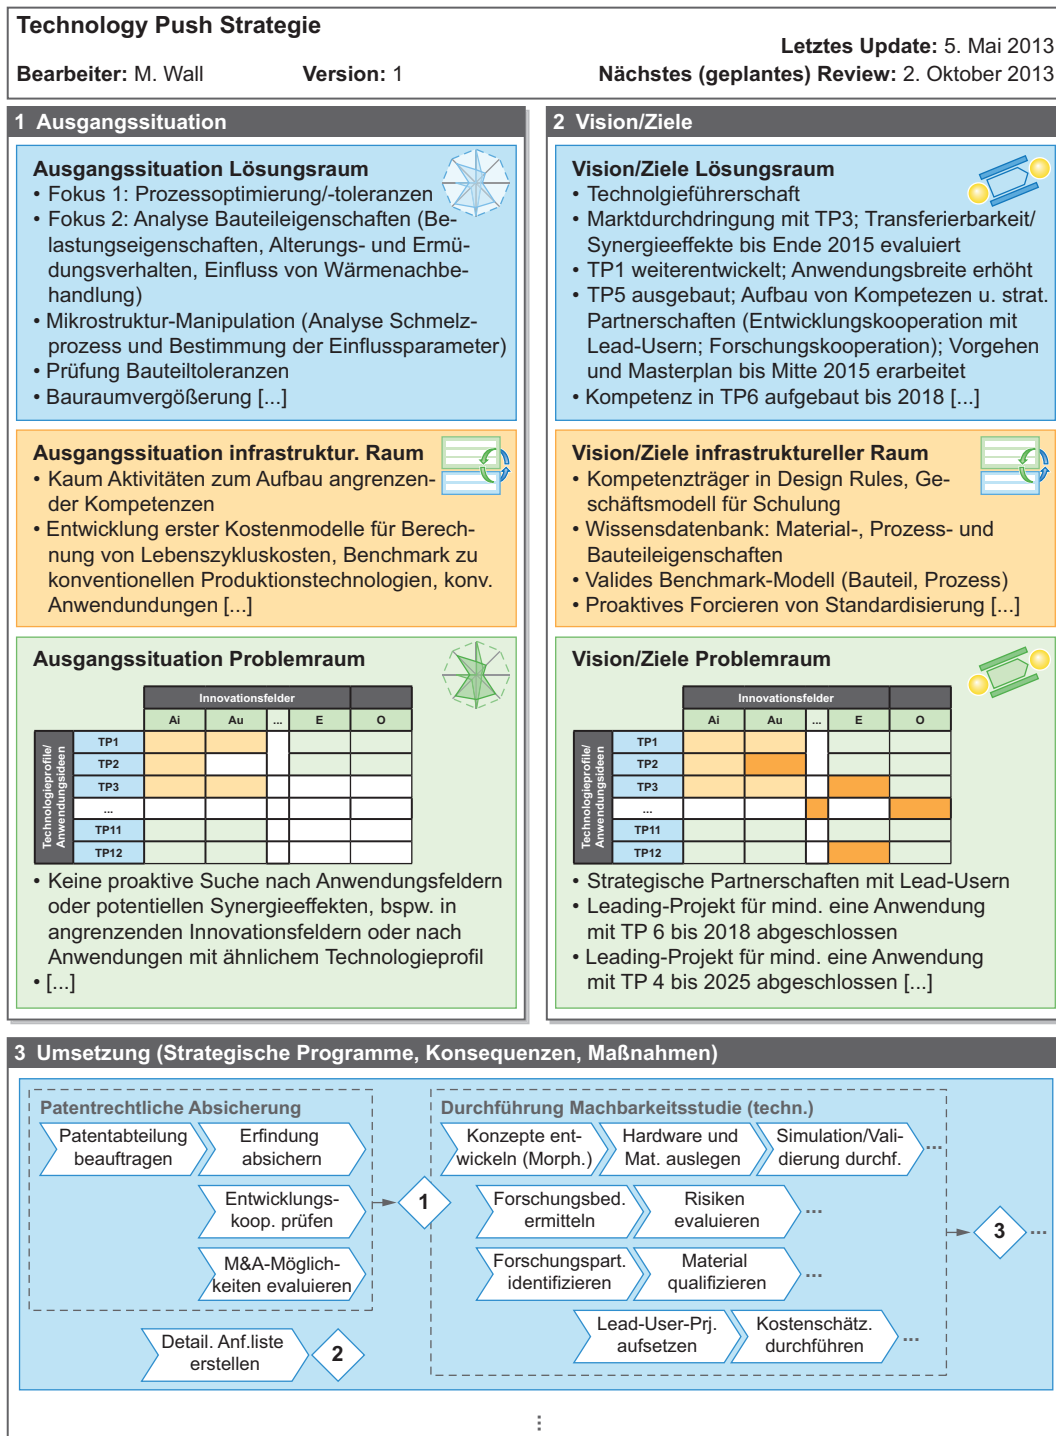 Technology Push Strategie
Letztes Update: 5. Mai 2013
Bearbeiter: M. Wall Version: 1 Nächstes (geplantes) Review: 2. Oktober 2013
1 Ausgangssituation
Ausgangssituation Lösungsraum
• Fokus 1: Prozessoptimierung/-toleranzen
• Fokus 2: Analyse Bauteileigenschaften (Be-
lastungseigenschaften, Alterungs- und Ermü-
dungsverhalten, Einfluss von Wärmenachbe-
handlung)
• Mikrostruktur-Manipulation (Analyse Schmelz-
prozess und Bestimmung der Einflussparameter)
• Prüfung Bauteiltoleranzen
• Bauraumvergößerung [...]
Ausgangssituation infrastruktur. Raum
• Kaum Aktivitäten zum Aufbau angrenzen-
der Kompetenzen
• Entwicklung erster Kostenmodelle für Berech-
nung von Lebenszykluskosten, Benchmark zu
konventionellen Produktionstechnologien, konv.
Anwendundungen [...]
Ausgangssituation Problemraum
Innovationsfelder
Ai Au ... E O
Technologieprofile/
Anwendungsideen
TP1
TP2
TP3
...
TP11
TP12
• Keine proaktive Suche nach Anwendungsfeldern
oder potentiellen Synergieeffekten, bspw. in
angrenzenden Innovationsfeldern oder nach
Anwendungen mit ähnlichem Technologieprofil
• [...]
2 Vision/Ziele
Vision/Ziele Lösungsraum
• Technolgieführerschaft
• Marktdurchdringung mit TP3; Transferierbarkeit/
Synergieeffekte bis Ende 2015 evaluiert
• TP1 weiterentwickelt; Anwendungsbreite erhöht
• TP5 ausgebaut; Aufbau von Kompetezen u. strat.
Partnerschaften (Entwicklungskooperation mit
Lead-Usern; Forschungskooperation); Vorgehen
und Masterplan bis Mitte 2015 erarbeitet
• Kompetenz in TP6 aufgebaut bis 2018 [...]
Vision/Ziele infrastruktureller Raum
• Kompetenzträger in Design Rules, Ge-
schäftsmodell für Schulung
• Wissensdatenbank: Material-, Prozess- und
Bauteileigenschaften
• Valides Benchmark-Modell (Bauteil, Prozess)
• Proaktives Forcieren von Standardisierung [...]
Vision/Ziele Problemraum
Innovationsfelder
Ai Au ... E O
Technologieprofile/
Anwendungsideen
TP1
TP2
TP3
...
TP11
TP12
• Strategische Partnerschaften mit Lead-Usern
• Leading-Projekt für mind. eine Anwendung
mit TP 6 bis 2018 abgeschlossen
• Leading-Projekt für mind. eine Anwendung
mit TP 4 bis 2025 abgeschlossen [...]
3 Umsetzung (Strategische Programme, Konsequenzen, Maßnahmen)
Patentrechtliche Absicherung
Patentabteilung
beauftragen
Erfindung
absichern
Entwicklungs-
koop. prüfen
M&A-Möglich-
keiten evaluieren
1
Detail. Anf.liste
erstellen
2
Durchführung Machbarkeitsstudie (techn.)
Konzepte ent-
wickeln (Morph.)
Hardware und
Mat. auslegen
Simulation/Vali-
dierung durchf.
...
Forschungsbed.
ermitteln
Risiken
evaluieren
...
Forschungspart.
identifizieren
Material
qualifizieren
...
Lead-User-Prj.
aufsetzen
Kostenschätz.
durchführen
...
3
...
...